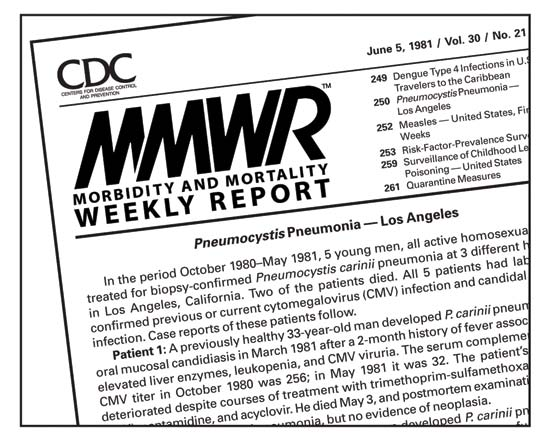 CDC
CENTERS FOR DISEASE CONTROL
AND PREVENTION
June 5, 1981 / Vol. 30 / No. 21
MMWR™
MORBIDITY AND MORTALITY
WEEKLY REPORT
249 Dengue Type 4 Infections in U.S
Travelers to the Caribbean
250 Pneumocystis Pneumonia —
Los Angeles
252 Measles — United States, Fir
Weeks
253 Risk-Factor-Prevalence Surv
259 Surveillance of Childhood Le
Poisoning — United States
261 Quarantine Measures
Pneumocystis Pneumonia — Los Angeles
In the period October 1980–May 1981, 5 young men, all active homosexua
treated for biopsy-confirmed Pneumocystis carinii pneumonia at 3 different h
in Los Angeles, California. Two of the patients died. All 5 patients had lab
confirmed previous or current cytomegalovirus (CMV) infection and candidal
infection. Case reports of these patients follow.
Patient 1: A previously healthy 33-year-old man developed P. carinii pneum
oral mucosal candidiasis in March 1981 after a 2-month history of fever assoc
elevated liver enzymes, leukopenia, and CMV viruria. The serum compleme
CMV titer in October 1980 was 256; in May 1981 it was 32. The patient's
deteriorated despite courses of treatment with trimethoprim-sulfamethoxa
entamidine, and acyclovir. He died May 3, and postmortem examinati
monia, but no evidence of neoplasia.
developed P. carinii pn